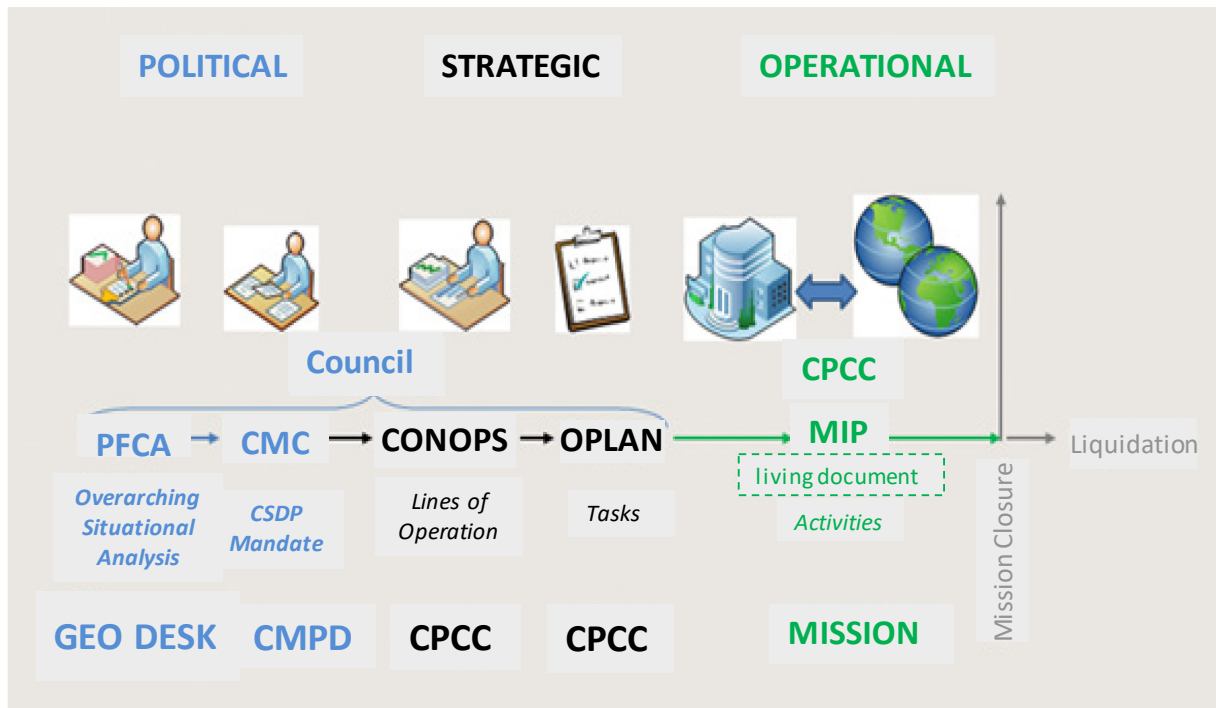 POLITICAL
STRATEGIC
OPERATIONAL
Council
CPCC
PFCA
CMC
CONOPS
OPLAN
MIP
Liquidation
living document
Overarching
Situational
Analysis
CSDP
Mandate
Lines of
Operation
Tasks
Activities
Mission Closure
GEO DESK
CMPD
CPCC
CPCC
MISSION